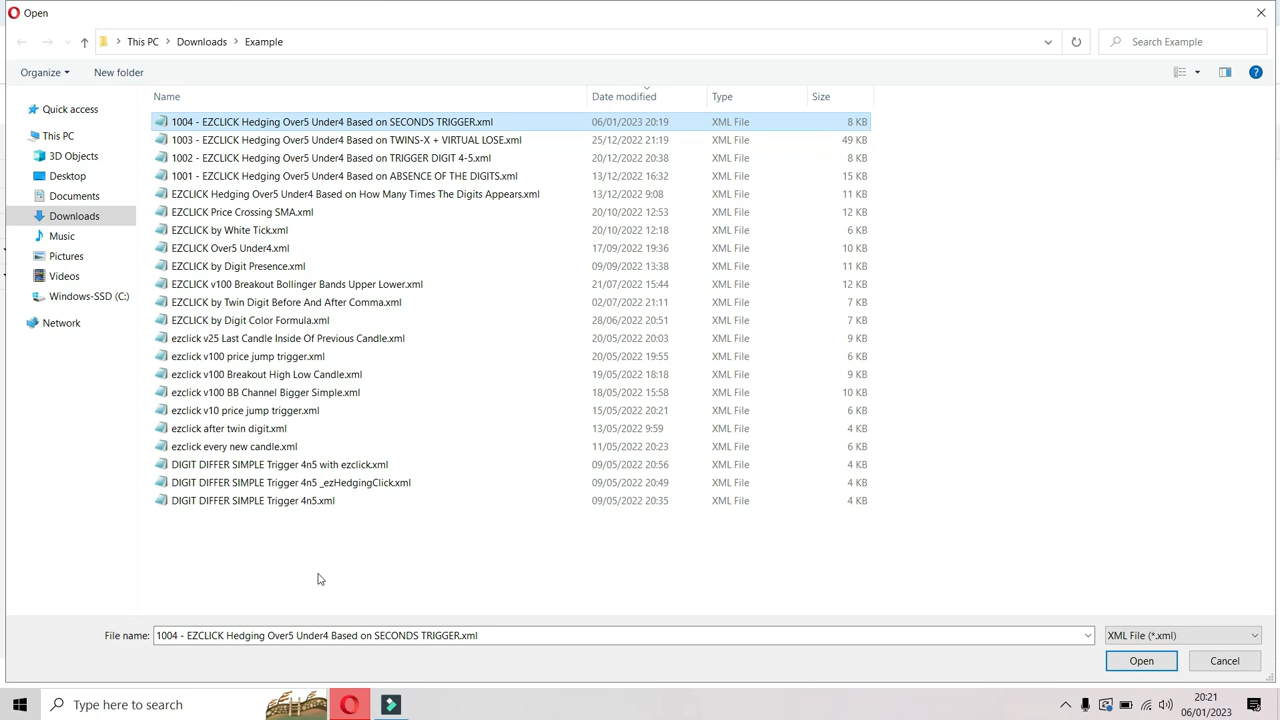 Open
This PC > Downloads > Example
Search Example
Organize
New folder
Name
Date modified
Type
Size
Quick access
This PC
3D Objects
Desktop
Documents
Downloads
Music
Pictures
Videos
Windows-SSD (C:)
Network
1004 - EZCLICK Hedging Over5 Under4 Based on SECONDS TRIGGER.xml 06/01/2023 20:19 XML File 8 KB
1003 - EZCLICK Hedging Over5 Under4 Based on TWINS-X + VIRTUAL LOSE.xml 25/12/2022 21:19 XML File 49 KB
1002 - EZCLICK Hedging Over5 Under4 Based on TRIGGER DIGIT 4-5.xml 20/12/2022 20:38 XML File 8 KB
1001 - EZCLICK Hedging Over5 Under4 Based on ABSENCE OF THE DIGITS.xml 13/12/2022 16:32 XML File 15 KB
EZCLICK Hedging Over5 Under4 Based on How Many Times The Digits Appears.xml 13/12/2022 9:08 XML File 11 KB
EZCLICK Price Crossing SMA.xml 20/10/2022 12:53 XML File 12 KB
EZCLICK by White Tick.xml 20/10/2022 12:18 XML File 6 KB
EZCLICK Over5 Under4.xml 17/09/2022 19:36 XML File 10 KB
EZCLICK by Digit Presence.xml 09/09/2022 13:38 XML File 11 KB
EZCLICK v100 Breakout Bollinger Bands Upper Lower.xml 21/07/2022 15:44 XML File 12 KB
EZCLICK by Twin Digit Before And After Comma.xml 02/07/2022 21:11 XML File 7 KB
EZCLICK by Digit Color Formula.xml 28/06/2022 20:51 XML File 7 KB
ezclick v25 Last Candle Inside Of Previous Candle.xml 20/05/2022 20:03 XML File 9 KB
ezclick v100 price jump trigger.xml 20/05/2022 19:55 XML File 6 KB
ezclick v100 Breakout High Low Candle.xml 19/05/2022 18:18 XML File 9 KB
ezclick v100 BB Channel Bigger Simple.xml 18/05/2022 15:58 XML File 10 KB
ezclick v10 price jump trigger.xml 15/05/2022 20:21 XML File 6 KB
ezclick after twin digit.xml 13/05/2022 9:59 XML File 4 KB
ezclick every new candle.xml 11/05/2022 20:23 XML File 6 KB
DIGIT DIFFER SIMPLE Trigger 4n5 with ezclick.xml 09/05/2022 20:56 XML File 4 KB
DIGIT DIFFER SIMPLE Trigger 4n5 _ezHedgingClick.xml 09/05/2022 20:49 XML File 4 KB
DIGIT DIFFER SIMPLE Trigger 4n5.xml 09/05/2022 20:35 XML File 4 KB
File name: 1004 - EZCLICK Hedging Over5 Under4 Based on SECONDS TRIGGER.xml
XML File (*.xml)
Open
Cancel
Type here to search
20:21
06/01/2023